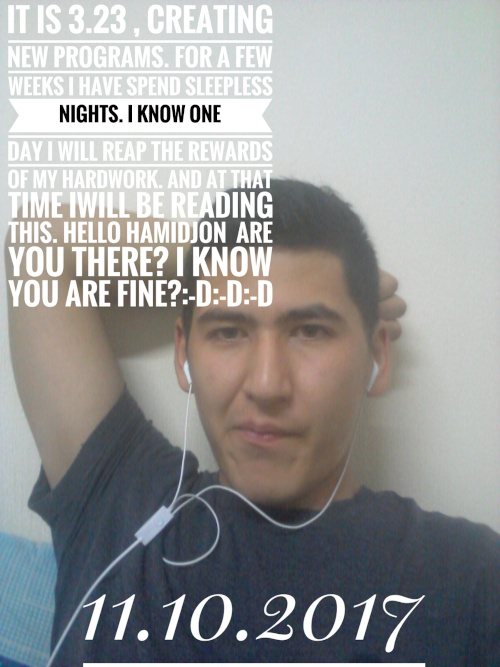 IT IS 3.23 , CREATING
NEW PROGRAMS. FOR A FEW
WEEKS I HAVE SPEND SLEEPLESS
NIGHTS. I KNOW ONE
DAY I WILL REAP THE REWARDS
OF MY HARDWORK. AND AT THAT
TIME IWILL BE READING
THIS. HELLO HAMIDJON ARE
YOU THERE? I KNOW
YOU ARE FINE?:-D:-D:-D
11.10.2017